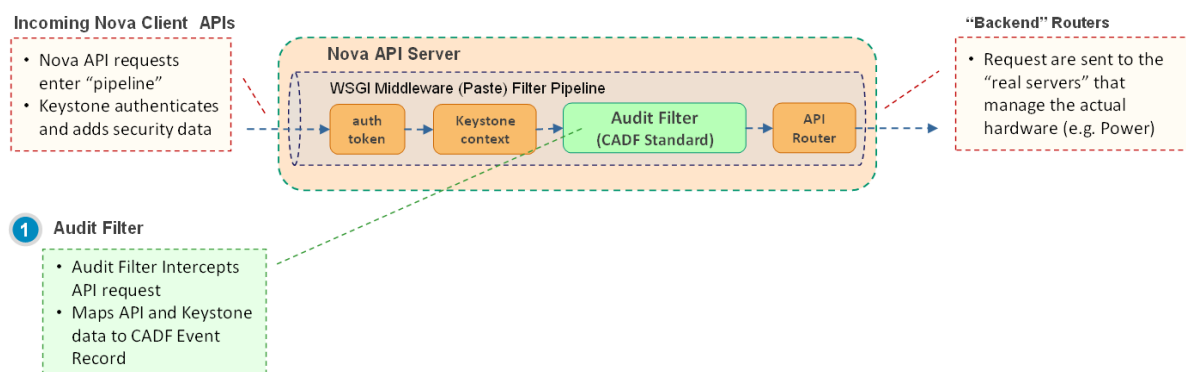 Incoming Nova Client APIs
• Nova API requests
enter “pipeline”
• Keystone authenticates
and adds security data
Nova API Server
WSGI Middleware (Paste) Filter Pipeline
auth
token
Keystone
context
Audit Filter
(CADF Standard)
API
Router
“Backend” Routers
• Request are sent to the
“real servers” that
manage the actual
hardware (e.g. Power)
1 Audit Filter
• Audit Filter Intercepts
API request
• Maps API and Keystone
data to CADF Event
Record